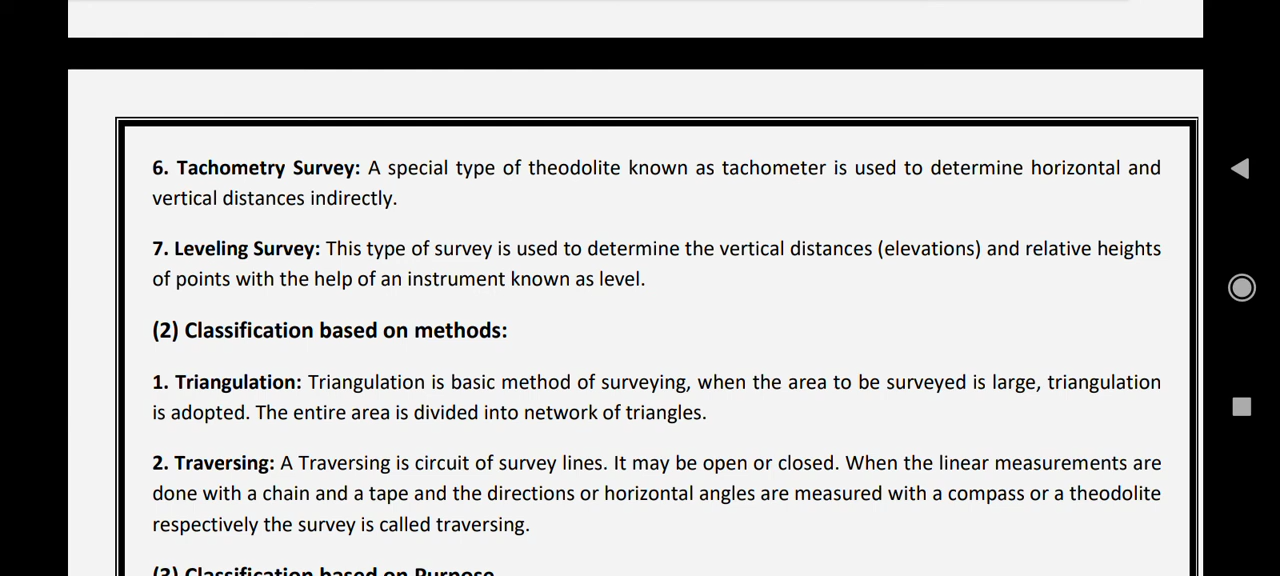 6. Tachometry Survey: A special type of theodolite known as tachometer is used to determine horizontal and
vertical distances indirectly.
7. Leveling Survey: This type of survey is used to determine the vertical distances (elevations) and relative heights
of points with the help of an instrument known as level.
(2) Classification based on methods:
1. Triangulation: Triangulation is basic method of surveying, when the area to be surveyed is large, triangulation
is adopted. The entire area is divided into network of triangles.
2. Traversing: A Traversing is circuit of survey lines. It may be open or closed. When the linear measurements are
done with a chain and a tape and the directions or horizontal angles are measured with a compass or a theodolite
respectively the survey is called traversing.
(3) Classification based on Purpose